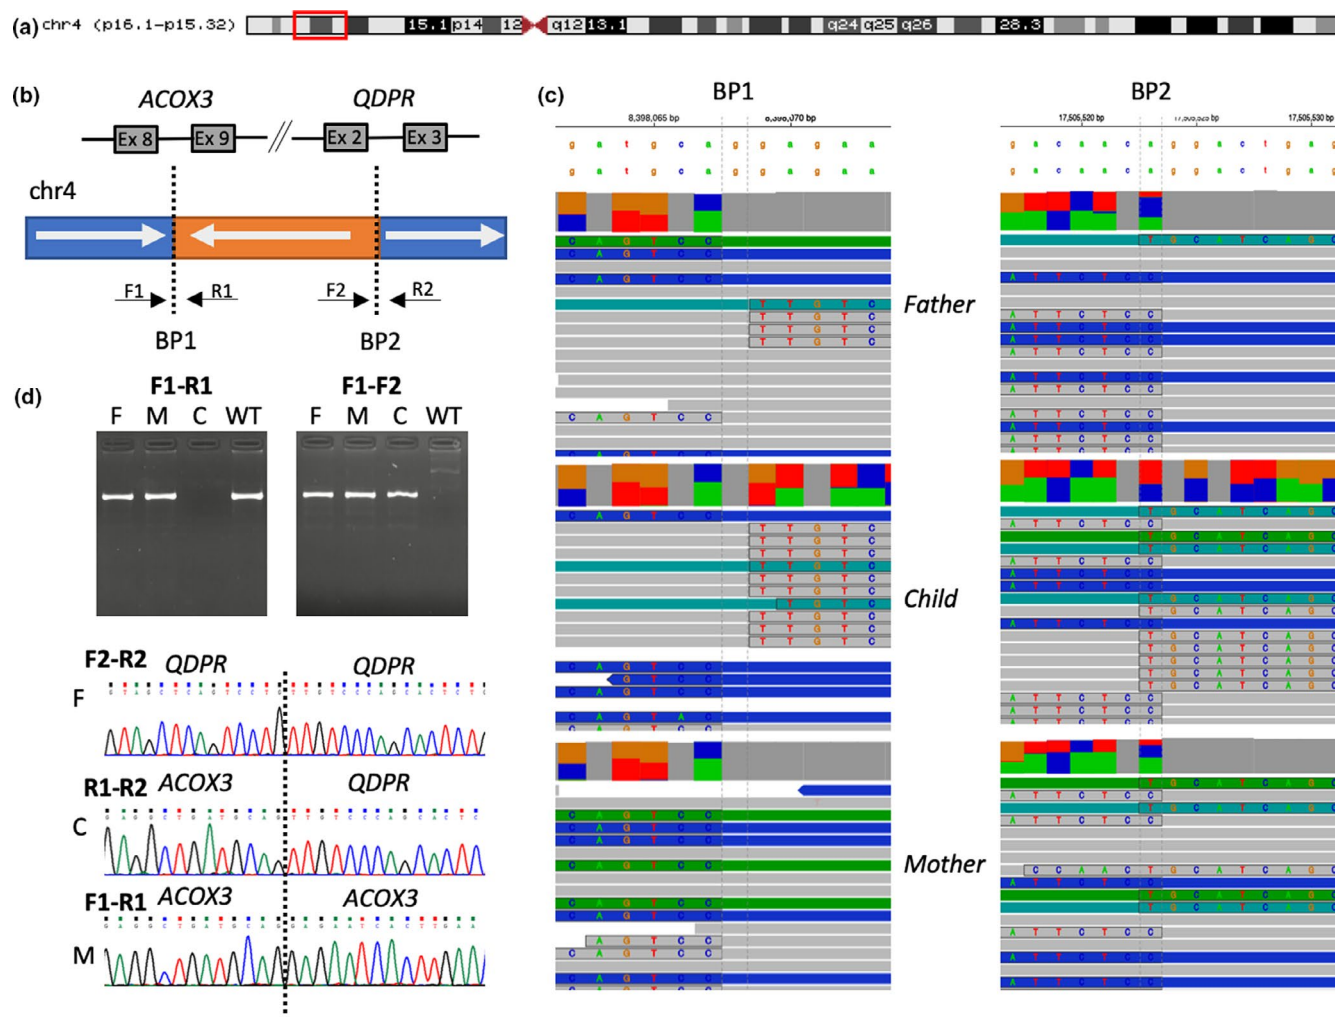 (a) chr4 (p16.1-p15.32) 15.1 p14 12 q12 13.1 q24 q25 q26 28.3
(b)
ACOX3 QDPR
Ex 8 Ex 9 Ex 2 Ex 3
chr4
F1 R1 F2 R2
BP1 BP2
(c)
BP1 BP2
8,398,065 bp 17,505,520 bp 17,505,530 bp
g a t g c a g g a g a a
g a t g c a g g a g a a
g a c a a c a g g a c t g a g
g a c a a c a g g a c t g a g
Father
C A G T C C
C A G T C C
C A G T C C
T T G T C
T T G T C
T T G T C
T T G T C
C A G T C C
T G C A T C A G C
A T T C T C C
A T T C T C C
A T T C T C C
A T T C T C C
A T T C T C C
A T T C T C C
A T T C T C C
A T T C T C C
A T T C T C C
A T T C T C C
Child
C A G T C C
T T G T C
T T G T C
T T G T C
T T G T C
T T G T C
T T G T C
T G T C
T T G T C
T T G T C
T T G T C
C A G T C C
G T C C
C A G T C C
C A G T A C
C A G T C C
T G C A T C A G C
A T T C T C C
T G C A T C A G C
T G C A T C A G C
A T T C T C C
A T T C T C C
A T T C T C C
T G C A T C A G C
T G C A T C A G C
A T T C T C C
T G C A T C A G C
T G C A T C A G C
T G C A T C A G C
T G C A T C A G C
T G C A T C A G C
A T T C T C C
A T T C T C C
A T T C T C C
Mother
C A G T C C
C A G T C C
C A G T C C
C A G T C C
C A G T C C
C A G T C C
A G T C C
C A G T C C
C A G T C C
T G C A T C A G C
A T T C T C C
T G C A T C A G C
A T T C T C C
C C A A C T G C A T C A G C
A T T C T C C
T G C A T C A G C
T G C A T C A G C
A T T C T C C
A T T C T C C
A T T C T C C
(d)
F1-R1 F1-F2
F M C WT F M C WT
F2-R2 QDPR QDPR
G T A G C T C A G T C C T G T T G T C C C A G C A C T C T G
F
R1-R2 ACOX3 QDPR
G A G G C T G A T G C A G T T G T C C C A G C A C T C
C
F1-R1 ACOX3 ACOX3
G A G G C T G A T G C A G G A G A A T C A C T T G A A
M